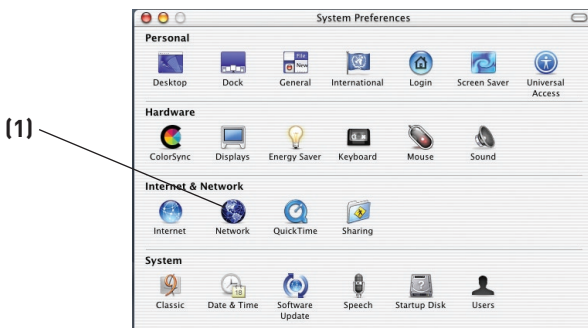 System Preferences
Personal
Desktop Dock General International Login Screen Saver Universal Access
Hardware
(1)
ColorSync Displays Energy Saver Keyboard Mouse Sound
Internet & Network
Internet Network QuickTime Sharing
System
Classic Date & Time Software Update Speech Startup Disk Users